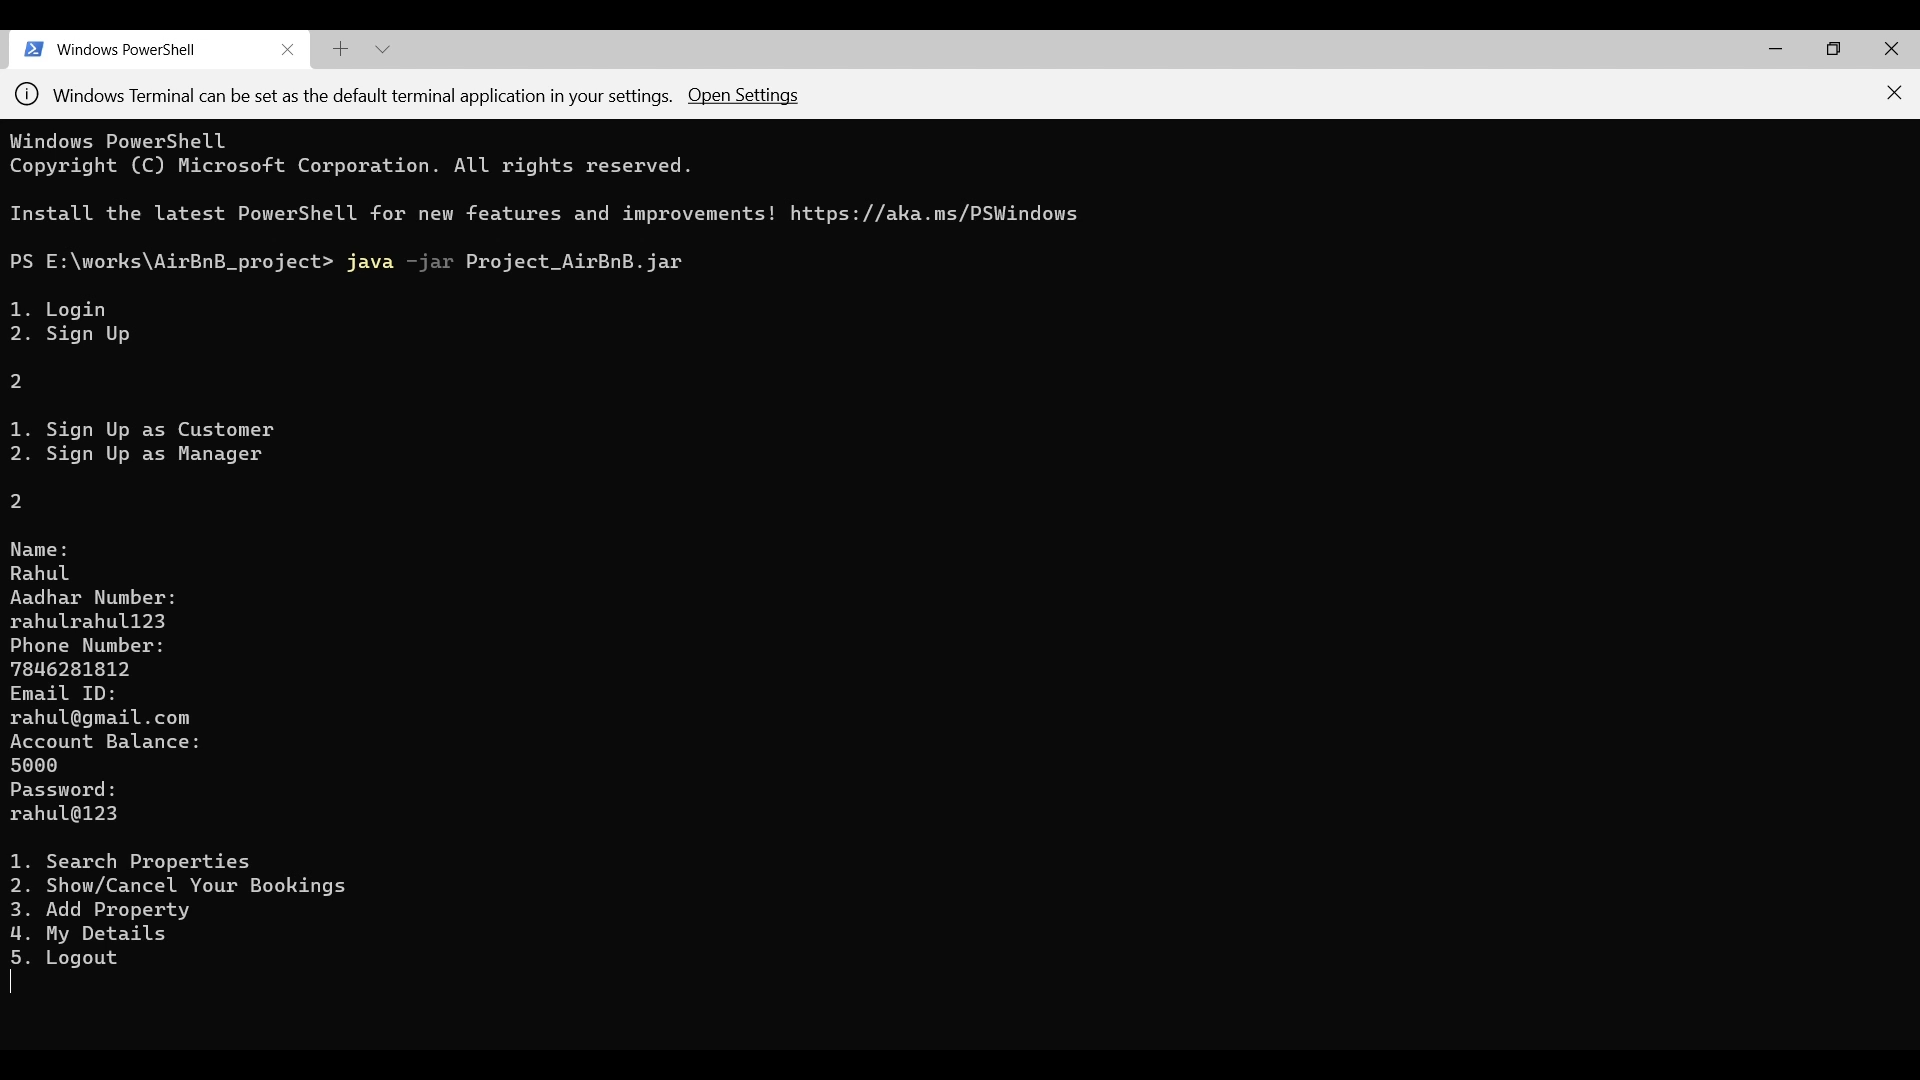 Windows PowerShell
Windows Terminal can be set as the default terminal application in your settings. Open Settings
Windows PowerShell
Copyright (C) Microsoft Corporation. All rights reserved.
Install the latest PowerShell for new features and improvements! https://aka.ms/PSWindows
PS E:\works\AirBnB_project> java -jar Project_AirBnB.jar
1. Login
2. Sign Up
2
1. Sign Up as Customer
2. Sign Up as Manager
2
Name:
Rahul
Aadhar Number:
rahulrahul123
Phone Number:
7846281812
Email ID:
rahul@gmail.com
Account Balance:
5000
Password:
rahul@123
1. Search Properties
2. Show/Cancel Your Bookings
3. Add Property
4. My Details
5. Logout